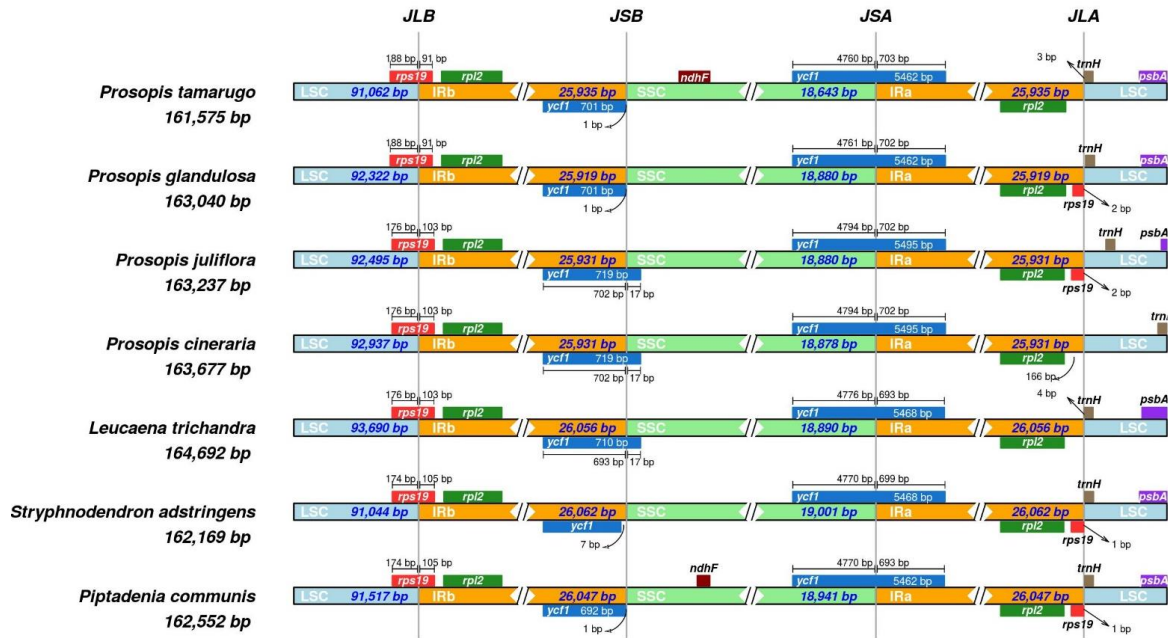 JLB JSB JSA JLA
188 bp 91 bp 4760 bp 703 bp 3 bp trnH
rps19 rpl2 ndhF ycf1 5462 bp psbA
Prosopis tamarugo LSC 91,062 bp IRb 25,935 bp SSC 18,643 bp IRa 25,935 bp LSC
161,575 bp ycf1 701 bp rpl2
1 bp
188 bp 91 bp 4761 bp 702 bp trnH
rps19 rpl2 ycf1 5462 bp psbA
Prosopis glandulosa LSC 92,322 bp IRb 25,919 bp SSC 18,880 bp IRa 25,919 bp LSC
163,040 bp ycf1 701 bp rpl2 rps19
1 bp 2 bp
176 bp 103 bp 4794 bp 702 bp trnH psbA
rps19 rpl2 ycf1 5495 bp
Prosopis juliflora LSC 92,495 bp IRb 25,931 bp SSC 18,880 bp IRa 25,931 bp LSC
163,237 bp ycf1 719 bp rpl2 rps19
702 bp 17 bp 2 bp
176 bp 103 bp 4794 bp 702 bp
rps19 rpl2 ycf1 5495 bp
Prosopis cineraria LSC 92,937 bp IRb 25,931 bp SSC 18,878 bp IRa 25,931 bp LSC
163,677 bp ycf1 719 bp rpl2
702 bp 17 bp 166 bp
176 bp 103 bp 4776 bp 693 bp 4 bp trnH psbA
rps19 rpl2 ycf1 5468 bp
Leucaena trichandra LSC 93,690 bp IRb 26,056 bp SSC 18,890 bp IRa 26,056 bp LSC
164,692 bp ycf1 710 bp rpl2
693 bp 17 bp
174 bp 105 bp 4770 bp 699 bp trnH
rps19 rpl2 ycf1 5468 bp psbA
Stryphnodendron adstringens LSC 91,044 bp IRb 26,062 bp SSC 19,001 bp IRa 26,062 bp LSC
162,169 bp ycf1 rpl2 rps19
7 bp 1 bp
174 bp 105 bp ndhF 4770 bp 693 bp trnH
rps19 rpl2 ycf1 5462 bp psbA
Piptadenia communis LSC 91,517 bp IRb 26,047 bp SSC 18,941 bp IRa 26,047 bp LSC
162,552 bp ycf1 692 bp rpl2 rps19
1 bp 1 bp